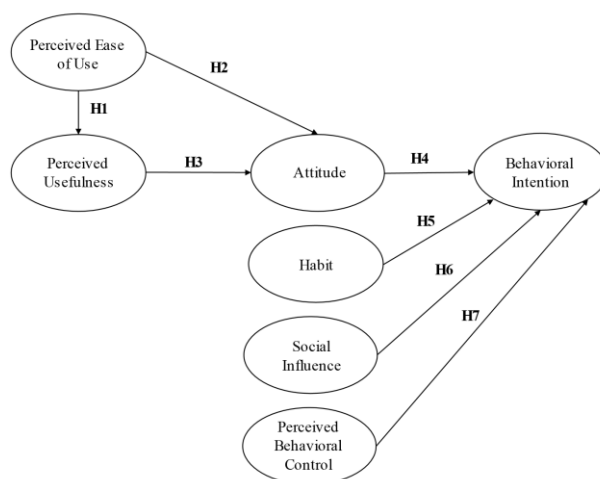 Perceived Ease
of Use
H2
H1
Perceived
Usefulness
H3
Attitude
H4
Behavioral
Intention
H5
Habit
H6
H7
Social
Influence
Perceived
Behavioral
Control